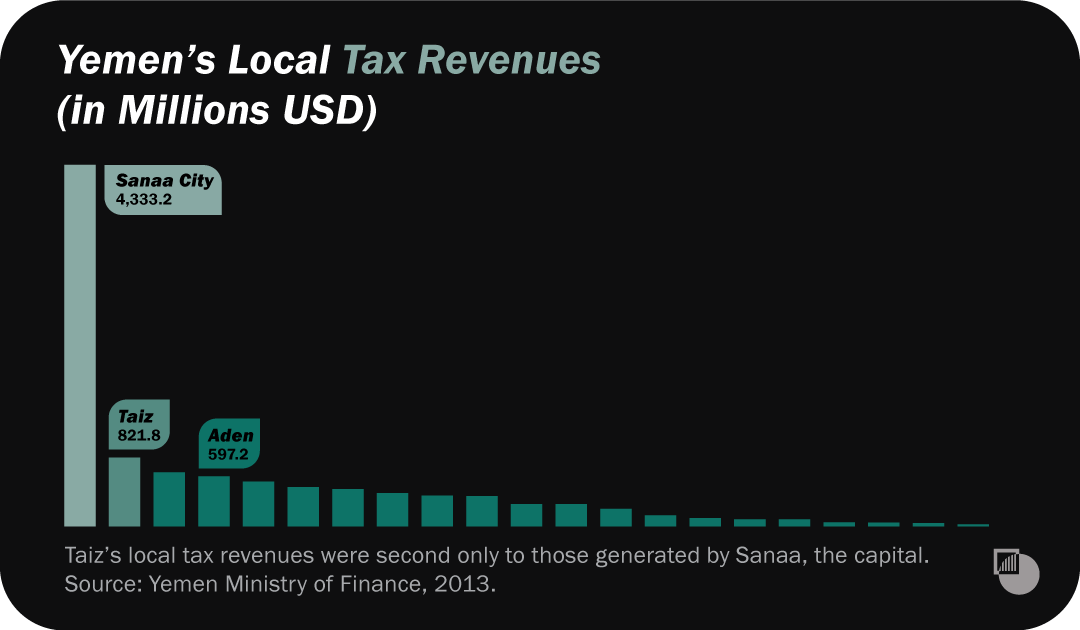 Yemen’s Local Tax Revenues
(in Millions USD)
Sanaa City
4,333.2
Taiz
821.8
Aden
597.2
Taiz’s local tax revenues were second only to those generated by Sanaa, the capital.
Source: Yemen Ministry of Finance, 2013.